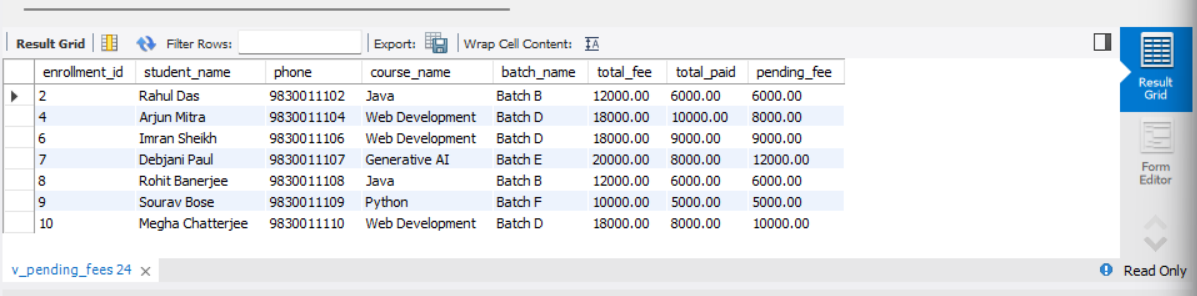 Result Grid Filter Rows: Export: Wrap Cell Content:
enrollment_id student_name phone course_name batch_name total_fee total_paid pending_fee
2 Rahul Das 9830011102 Java Batch B 12000.00 6000.00 6000.00
4 Arjun Mitra 9830011104 Web Development Batch D 18000.00 10000.00 8000.00
6 Imran Sheikh 9830011106 Web Development Batch D 18000.00 9000.00 9000.00
7 Debjani Paul 9830011107 Generative AI Batch E 20000.00 8000.00 12000.00
8 Rohit Banerjee 9830011108 Java Batch B 12000.00 6000.00 6000.00
9 Sourav Bose 9830011109 Python Batch F 10000.00 5000.00 5000.00
10 Megha Chatterjee 9830011110 Web Development Batch D 18000.00 8000.00 10000.00
Result
Grid
Form
Editor
v_pending_fees 24
Read Only